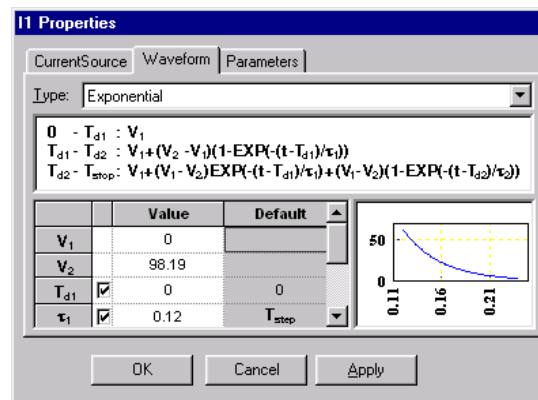 I1 Properties
CurrentSource Waveform Parameters
Type: Exponential
0 - Td1 : V1
Td1 - Td2 : V1+(V2 -V1)(1-EXP(-(t-Td1)/τ1))
Td2 - Tstop: V1+(V1-V2)EXP(-(t-Td1)/τ1)+(V1-V2)(1-EXP(-(t-Td2)/τ2))
Value Default
V1 0
V2 98.19
Td1 0 0
τ1 0.12 Tstep
50
0
0.11 0.16 0.21
OK Cancel Apply